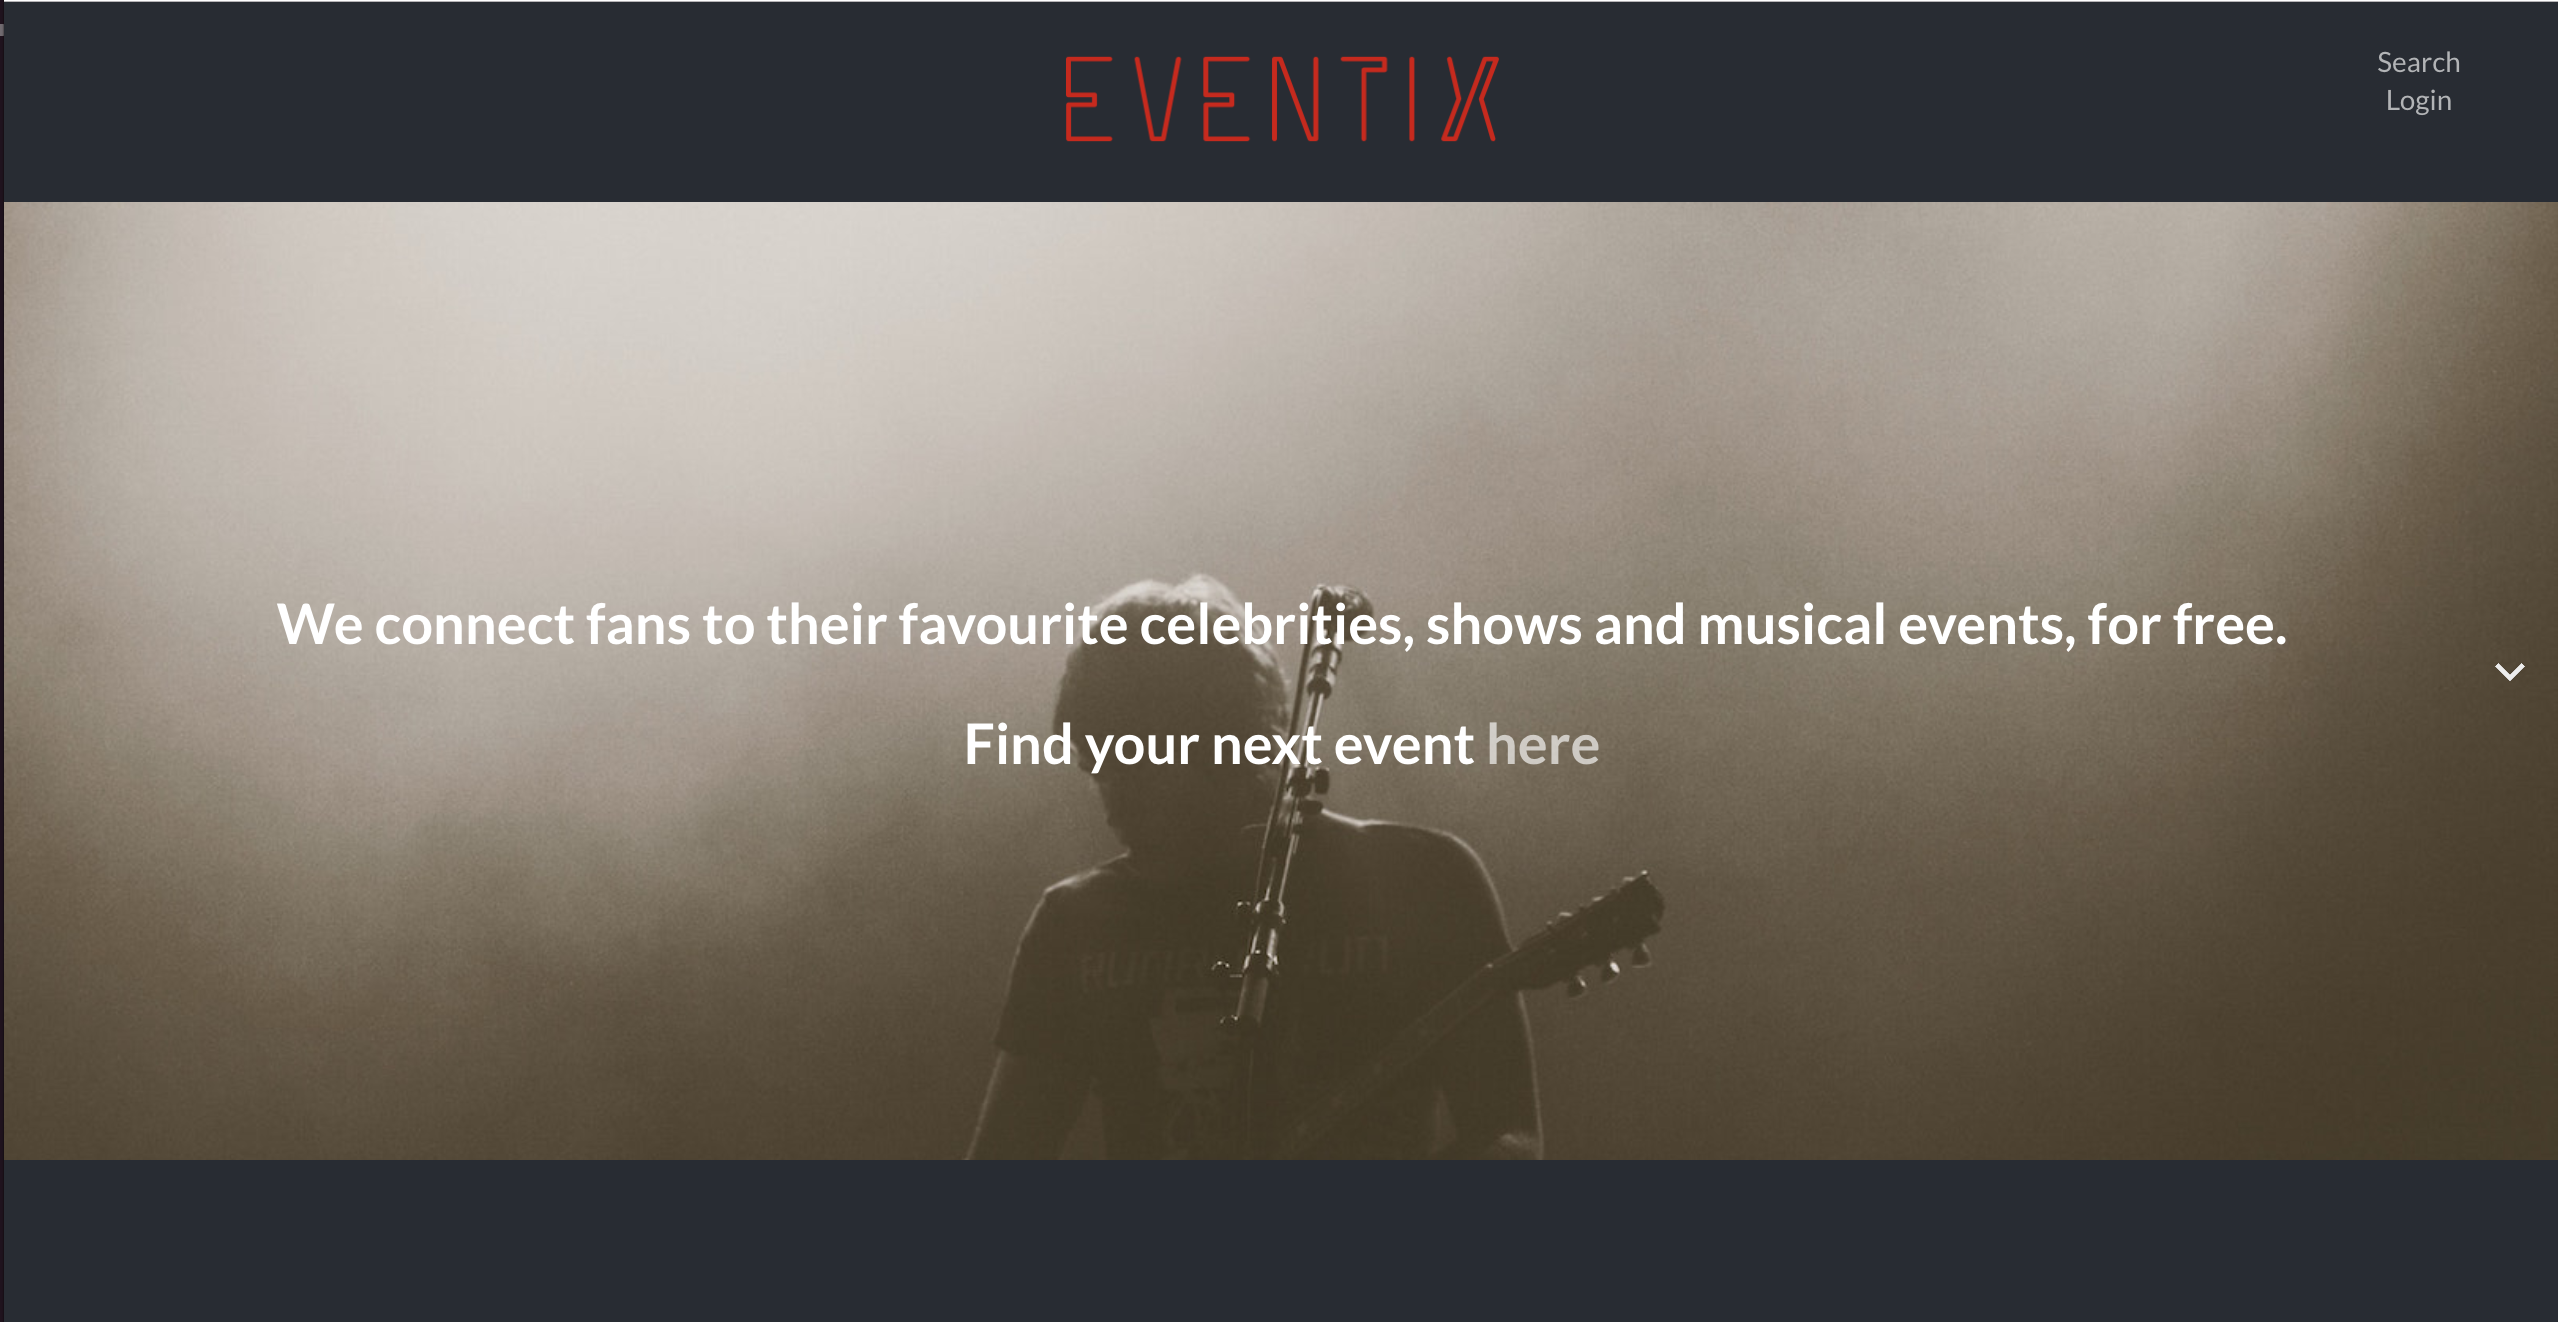 EVENTIX
Search
Login
We connect fans to their favourite celebrities, shows and musical events, for free.
Find your next event here